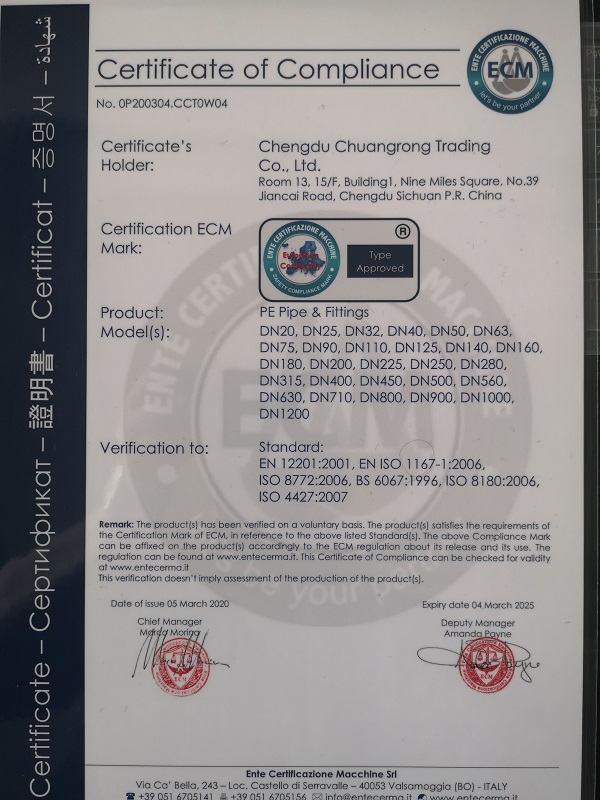 Certificate – Сертификат – 證明書 – Certificat – 증명서 – شهادة
Certificate of Compliance
ENTE CERTIFICAZIONE MACCHINE
ECM
let's be your partner
No. 0P200304.CCT0W04
Certificate's Holder:
Chengdu Chuangrong Trading
Co., Ltd.
Room 13, 15/F, Building1, Nine Miles Square, No.39
Jiancai Road, Chengdu Sichuan P.R. China
Certification ECM Mark:
ENTE CERTIFICAZIONE MACCHINE
European
SAFETY COMPLIANCE MARK
®
Type
Approved
Product: PE Pipe & Fittings
Model(s): DN20, DN25, DN32, DN40, DN50, DN63,
DN75, DN90, DN110, DN125, DN140, DN160,
DN180, DN200, DN225, DN250, DN280,
DN315, DN400, DN450, DN500, DN560,
DN630, DN710, DN800, DN900, DN1000,
DN1200
Verification to: Standard:
EN 12201:2001, EN ISO 1167-1:2006,
ISO 8772:2006, BS 6067:1996, ISO 8180:2006,
ISO 4427:2007
Remark: The product(s) has been verified on a voluntary basis. The product(s) satisfies the requirements of
the Certification Mark of ECM, in reference to the above listed Standard(s). The above Compliance Mark
can be affixed on the product(s) accordingly to the ECM regulation about its release and its use. The
regulation can be found at www.entecerma.it. This Certificate of Compliance can be checked for validity
at www.entecerma.it
This verification doesn't imply assessment of the production of the product(s).
Date of issue 05 March 2020 Expiry date 04 March 2025
Chief Manager
Marco Morina
Deputy Manager
Amanda Payne
Ente Certificazione Macchine Srl
Via Ca' Bella, 243 – Loc. Castello di Serravalle – 40053 Valsamoggia (BO) - ITALY
+39 051 6705141 +39 051 6705156 info@entecerma.it www.entecerma.it